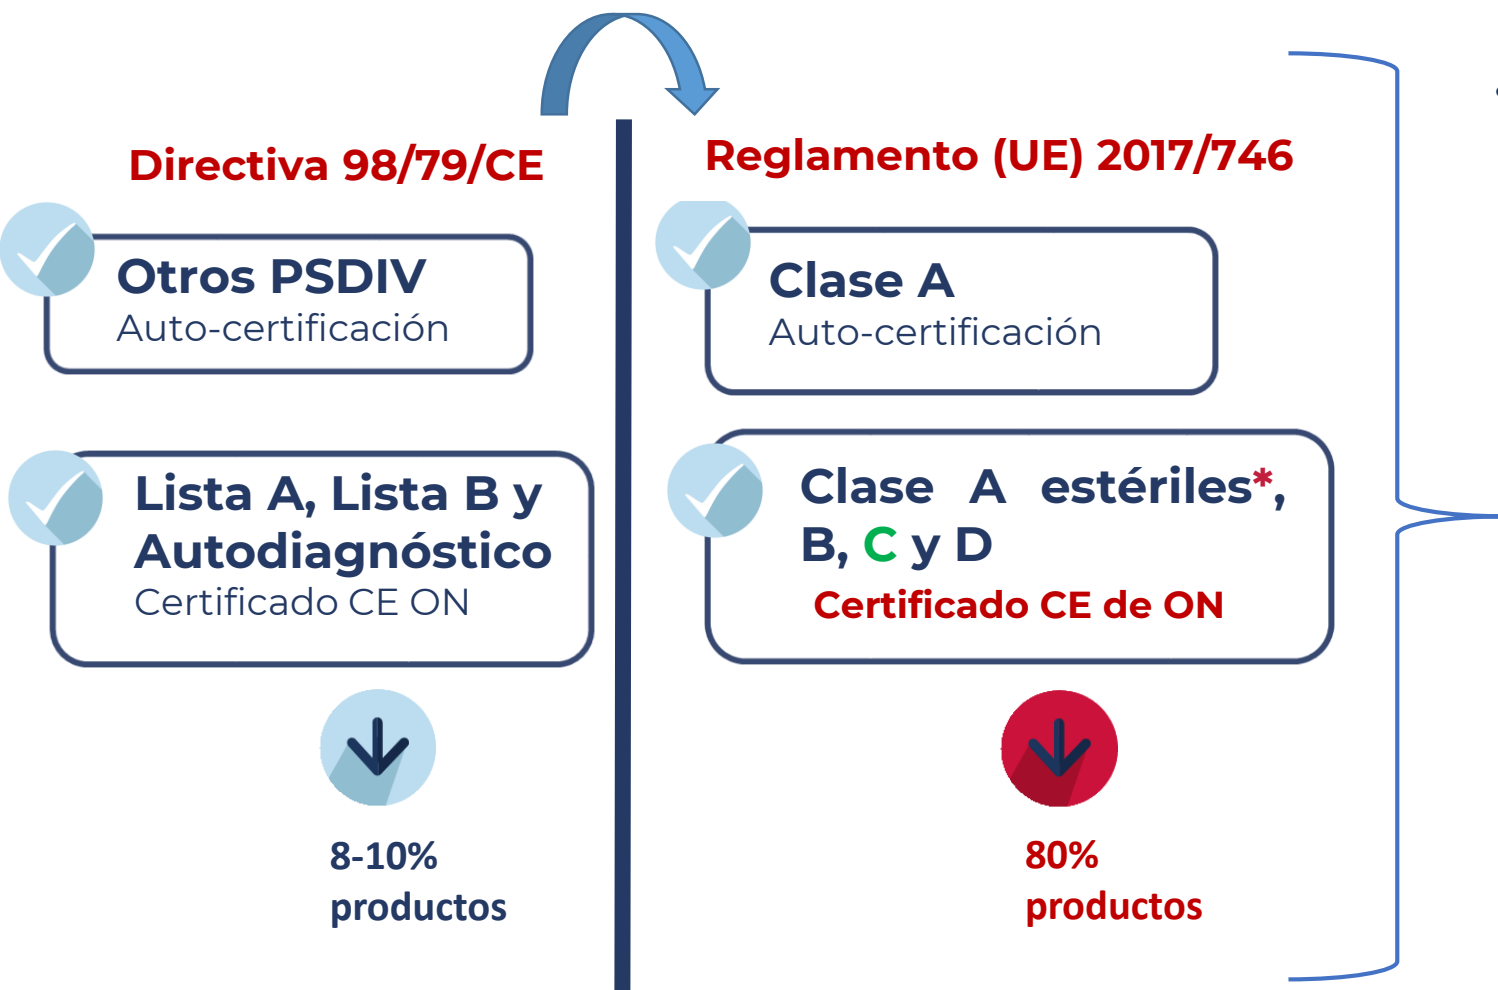 Directiva 98/79/CE
Otros PSDIV
Auto-certificación
Lista A, Lista B y
Autodiagnóstico
Certificado CE ON
8-10%
productos
Reglamento (UE) 2017/746
Clase A
Auto-certificación
Clase A estériles*,
B, C y D
Certificado CE de ON
80%
productos